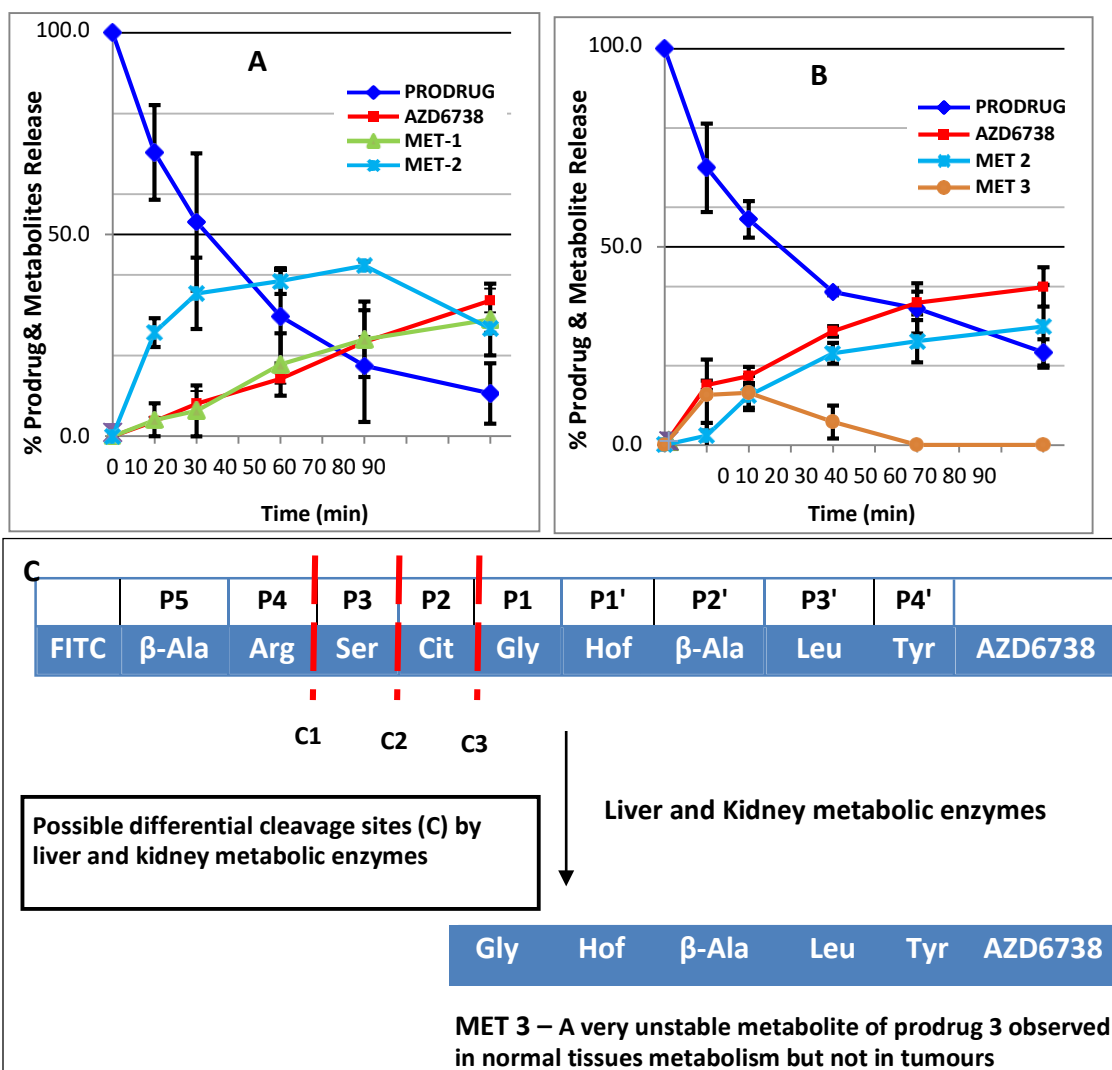 A
100.0
50.0
0.0
% Prodrug& Metabolites Release
PRODRUG
AZD6738
MET-1
MET-2
0 10 20 30 40 50 60 70 80 90
Time (min)
B
100.0
50.0
0.0
% Prodrug & Metabolite Release
PRODRUG
AZD6738
MET 2
MET 3
0 10 20 30 40 50 60 70 80 90
Time (min)
C
P5 P4 P3 P2 P1 P1' P2' P3' P4'
FITC β-Ala Arg Ser Cit Gly Hof β-Ala Leu Tyr AZD6738
C1 C2 C3
Possible differential cleavage sites (C) by
liver and kidney metabolic enzymes
Liver and Kidney metabolic enzymes
Gly Hof β-Ala Leu Tyr AZD6738
MET 3 – A very unstable metabolite of prodrug 3 observed
in normal tissues metabolism but not in tumours